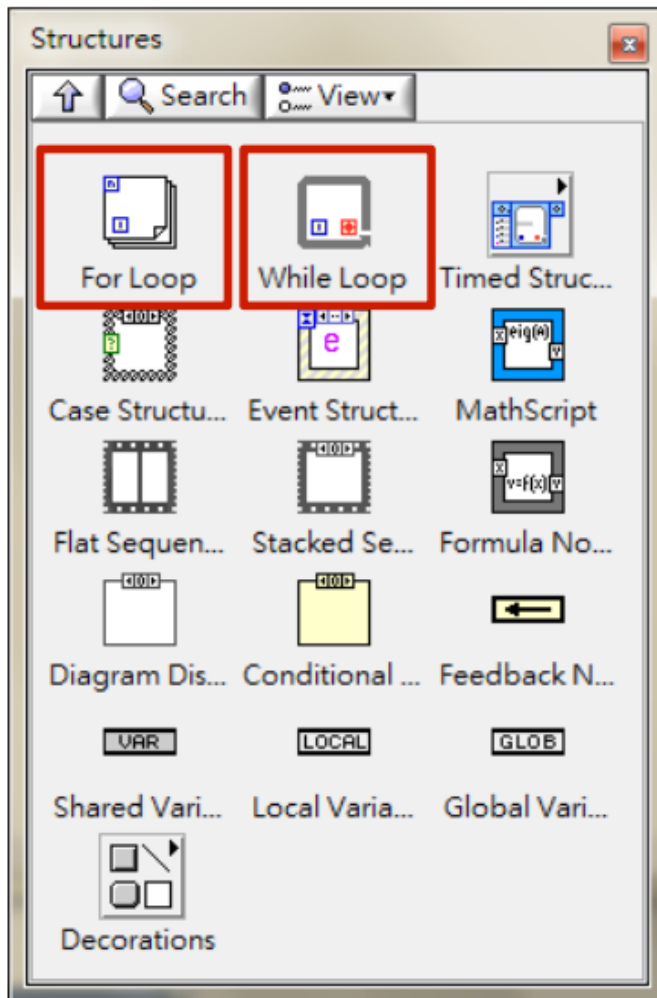 Structures
Search View
For Loop While Loop Timed Struc...
Case Structu... Event Struct... MathScript
Flat Sequen... Stacked Se... Formula No...
Diagram Dis... Conditional ... Feedback N...
VAR LOCAL GLOB
Shared Vari... Local Varia... Global Vari...
Decorations